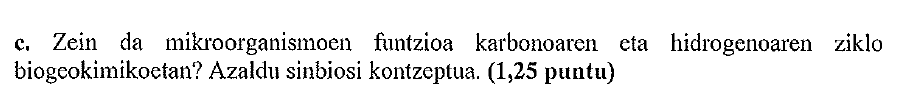 c. Zein da mikroorganismoen funtzioa karbonoaren eta hidrogenoaren ziklo
biogeokimikoetan? Azaldu sinbiosi kontzeptua. (1,25 puntu)